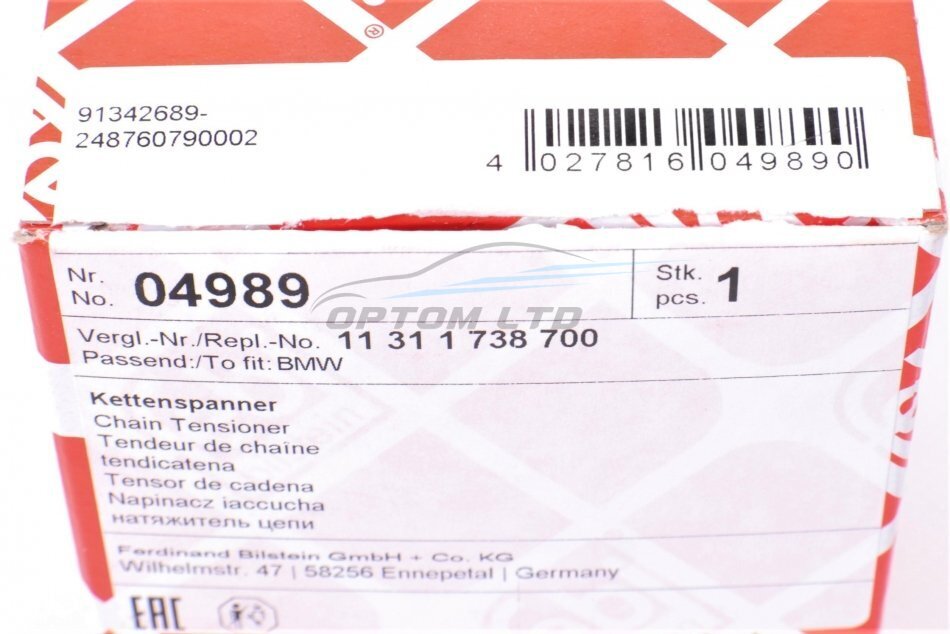 91342689-
248760790002
4 027816 049890
Nr.
No. 04989
Stk.
pcs. 1
OPTOM LTD
Vergl.-Nr./Repl.-No. 11 31 1 738 700
Passend:/To fit: BMW
Kettenspanner
Chain Tensioner
Tendeur de chaîne
tendicatena
Tensor de cadena
Napinacz iaccucha
натяжитель цепи
Ferdinand Bilstein GmbH + Co. KG
Wilhelmstr. 47 | 58256 Ennepetal | Germany
EAC